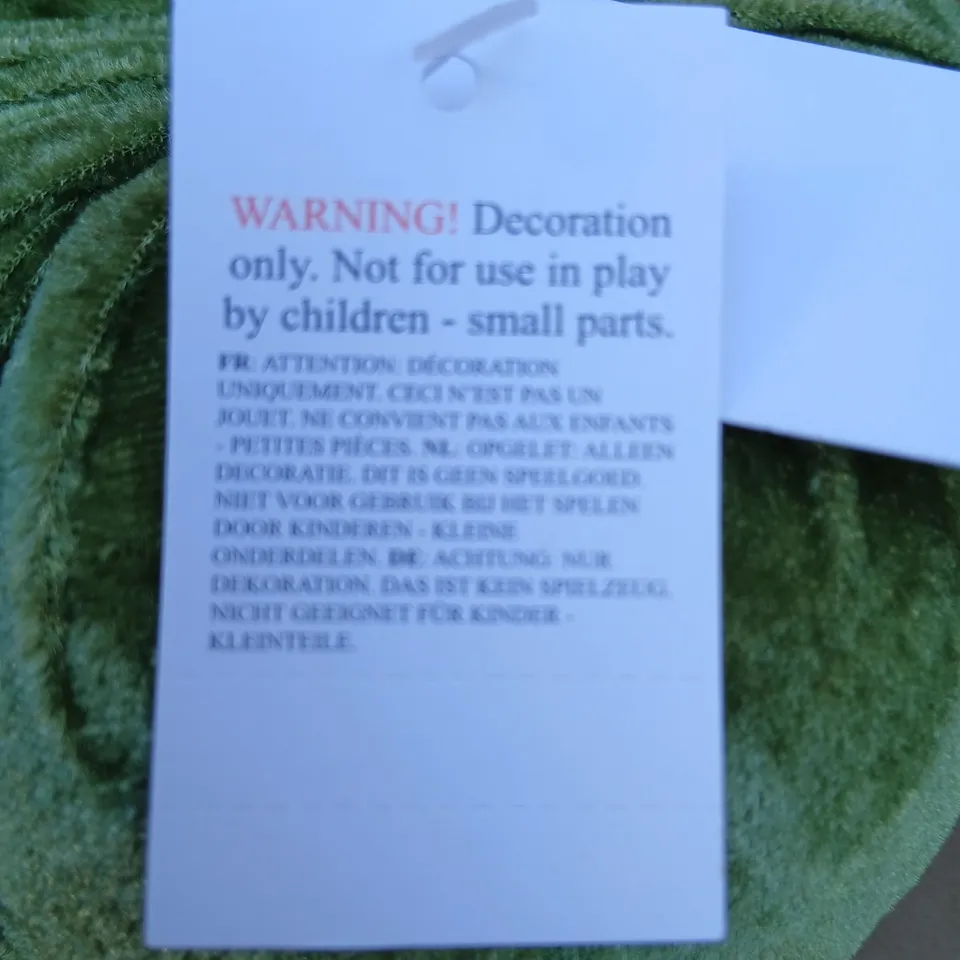 WARNING! Decoration
only. Not for use in play
by children - small parts.
FR: ATTENTION: DÉCORATION
UNIQUEMENT. CECI N'EST PAS UN
JOUET. NE CONVIENT PAS AUX ENFANTS
- PETITES PIÈCES. NL: OPGELET: ALLEEN
DECORATIE. DIT IS GEEN SPEELGOED.
NIET VOOR GEBRUIK BIJ HET SPELEN
DOOR KINDEREN - KLEINE
ONDERDELEN. DE: ACHTUNG: NUR
DEKORATION. DAS IST KEIN SPIELZEUG.
NICHT GEEIGNET FÜR KINDER -
KLEINTEILE.